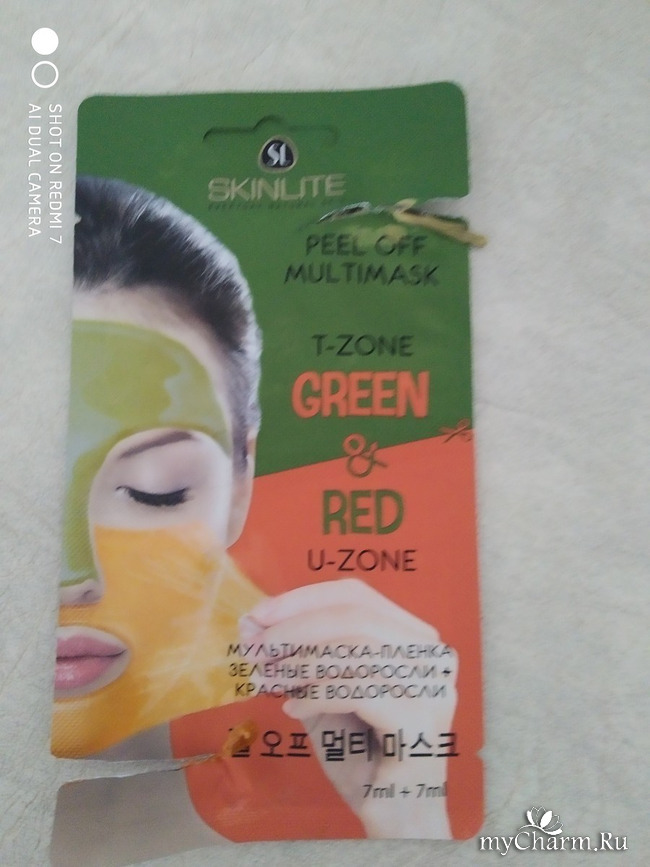 SHOT ON REDMI 7
AI DUAL CAMERA
SL
SKINLITE
PEEL OFF
MULTIMASK
T-ZONE
GREEN
&
RED
U-ZONE
МУЛЬТИМАСКА-ПЛЕНКА
ЗЕЛЕНЫЕ ВОДОРОСЛИ +
КРАСНЫЕ ВОДОРОСЛИ
오프 멀티 마스크
7ml + 7ml
myCharm.Ru